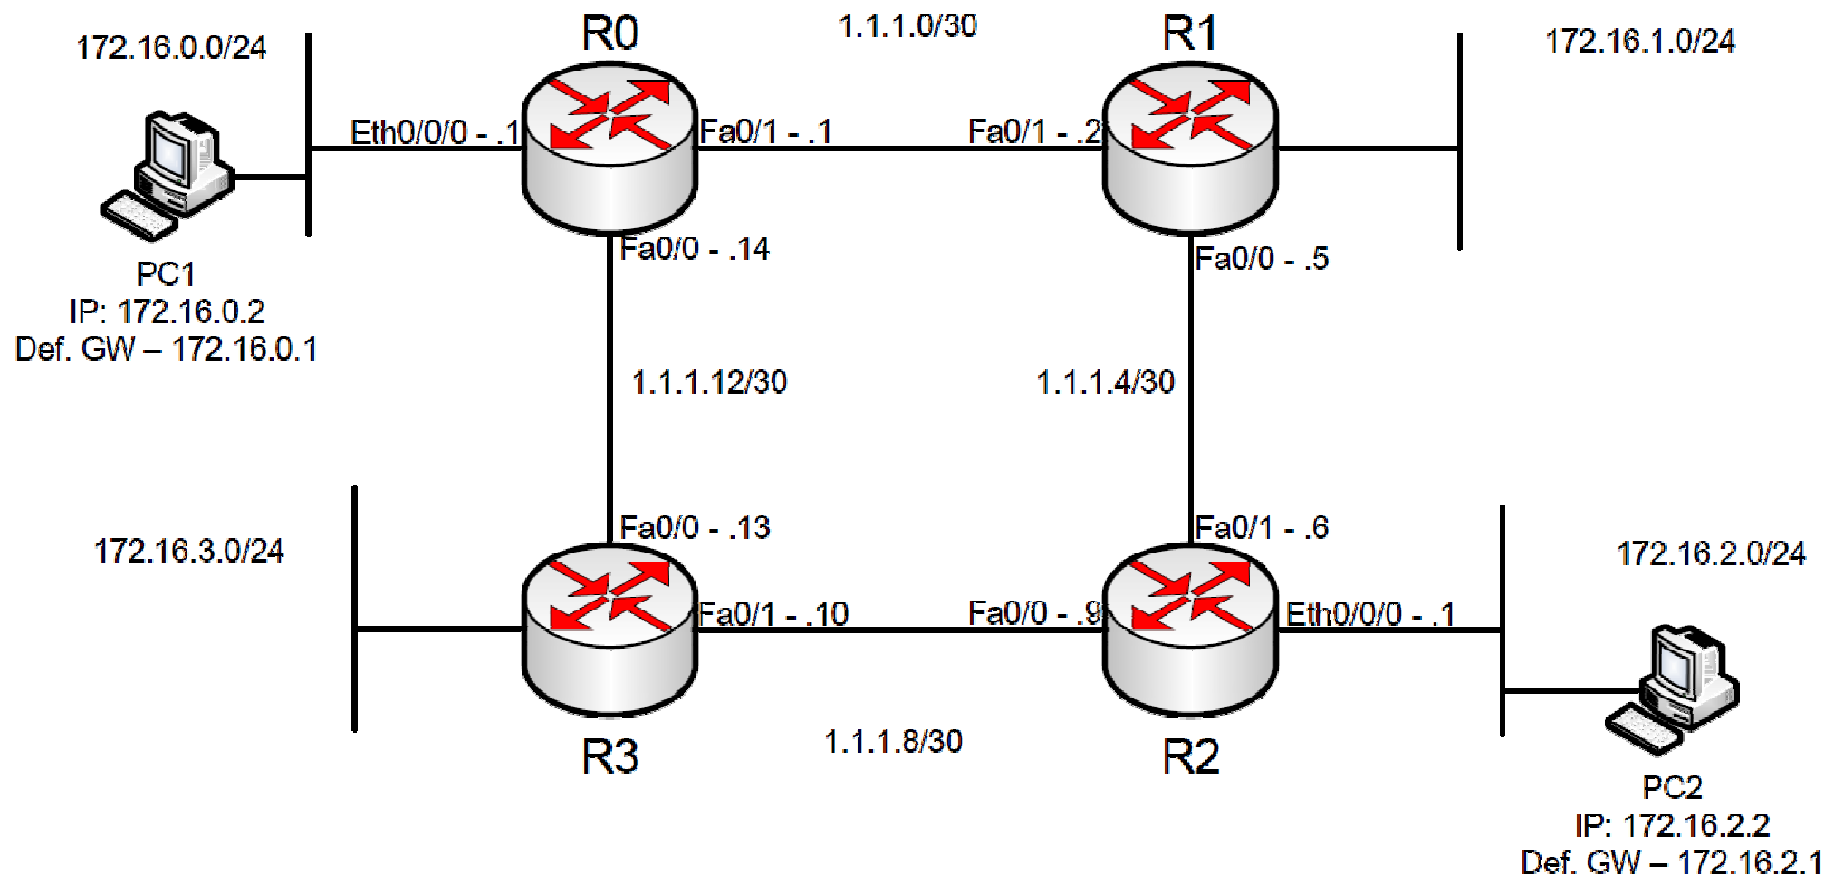 R0
1.1.1.0/30
R1
172.16.0.0/24
172.16.1.0/24
Eth0/0/0 - .1
Fa0/1 - .1
Fa0/1 - .2
Fa0/0 - .14
Fa0/0 - .5
PC1
IP: 172.16.0.2
Def. GW – 172.16.0.1
1.1.1.12/30
1.1.1.4/30
Fa0/0 - .13
Fa0/1 - .6
172.16.3.0/24
172.16.2.0/24
Fa0/1 - .10
Fa0/0 - .9
Eth0/0/0 - .1
R3
1.1.1.8/30
R2
PC2
IP: 172.16.2.2
Def. GW – 172.16.2.1